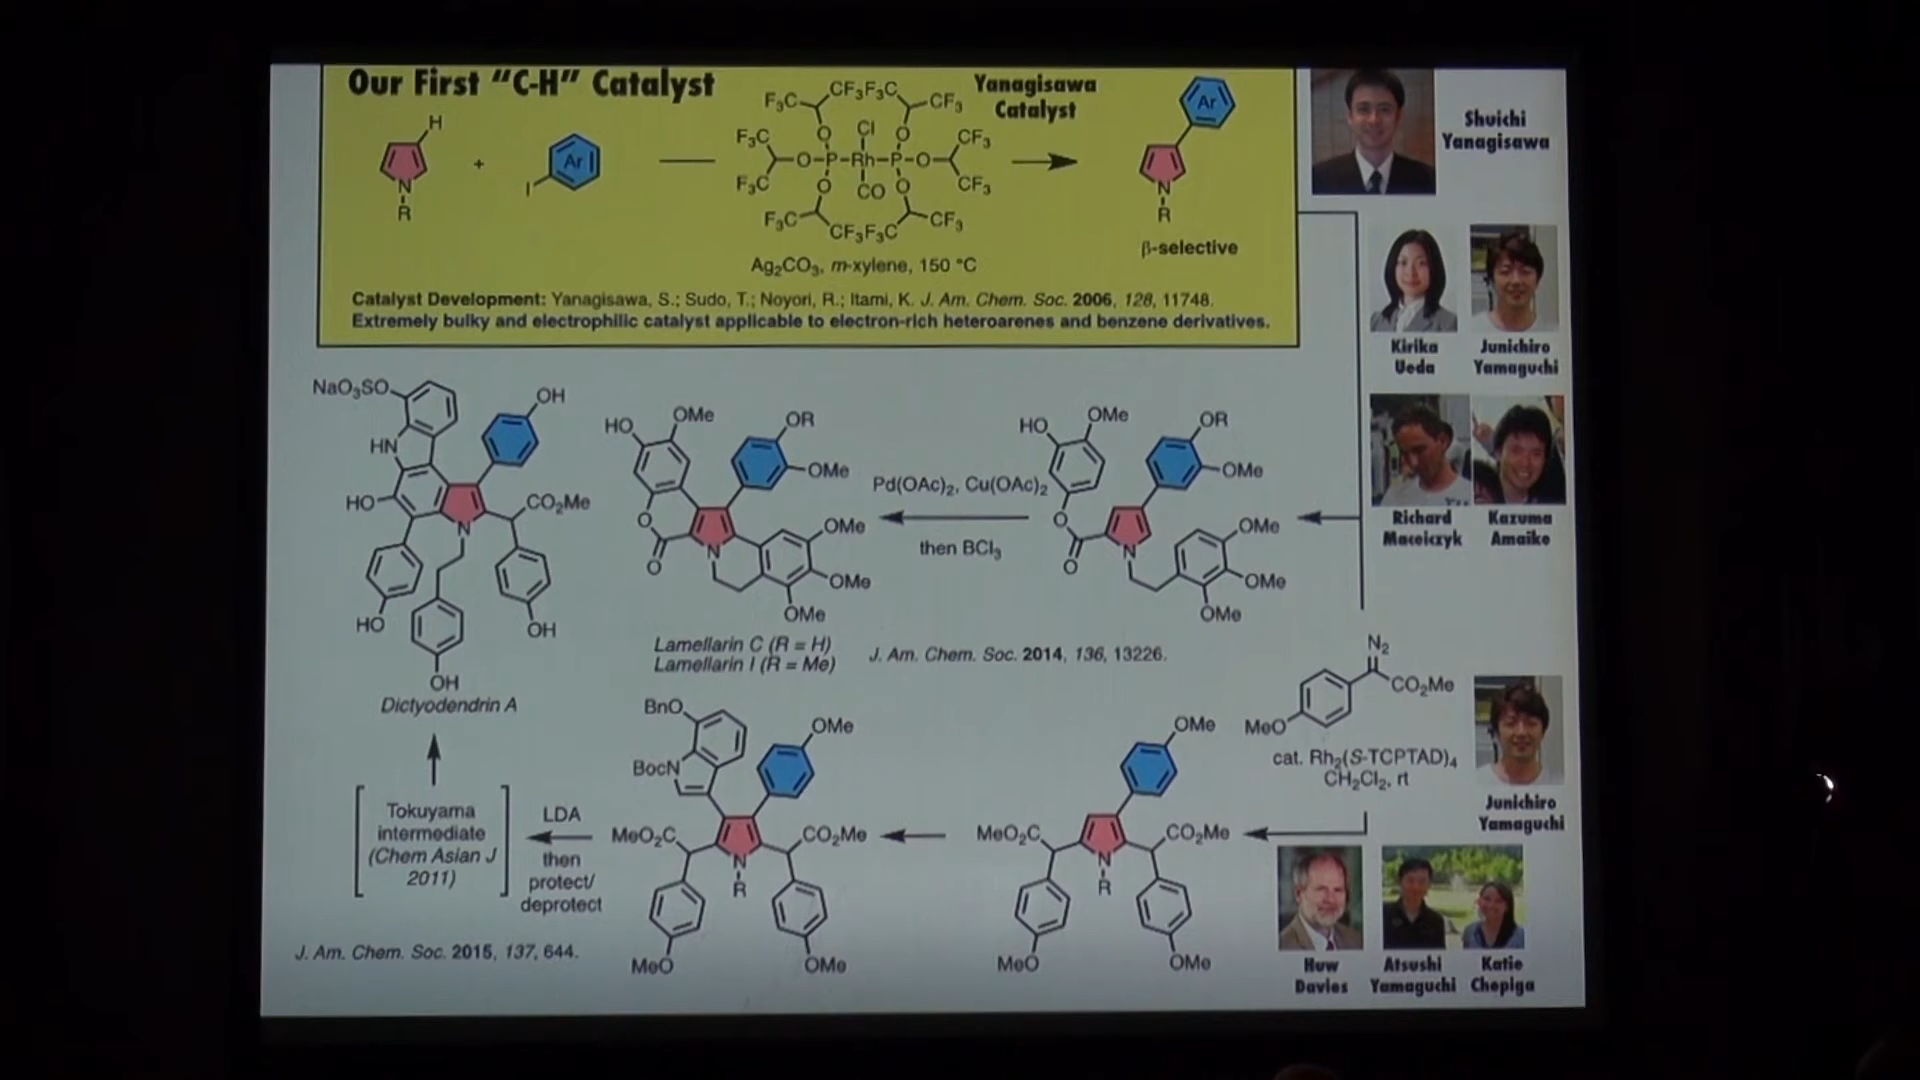 Our First "C-H" Catalyst
Yanagisawa
Catalyst
H
N
R
+
Ar
I
F₃C
CF₃F₃C
CF₃
F₃C
O
Cl
O
CF₃
O-P-Rh-P-O
F₃C
O
CO
O
CF₃
F₃C
CF₃F₃C
CF₃
Ag₂CO₃, m-xylene, 150 °C
Ar
N
R
β-selective
Catalyst Development: Yanagisawa, S.; Sudo, T.; Noyori, R.; Itami, K. J. Am. Chem. Soc. 2006, 128, 11748.
Extremely bulky and electrophilic catalyst applicable to electron-rich heteroarenes and benzene derivatives.
Shuichi
Yanagisawa
Kirika
Ueda
Junichiro
Yamaguchi
Richard
Maceiczyk
Kazuma
Amaike
NaO₃SO
OH
HN
HO
CO₂Me
N
HO
OH
OH
Dictyodendrin A
HO
OMe
OR
OMe
O
O
N
OMe
OMe
OMe
Lamellarin C (R = H)
Lamellarin I (R = Me)
Pd(OAc)₂, Cu(OAc)₂
then BCl₃
J. Am. Chem. Soc. 2014, 136, 13226.
HO
OMe
OR
OMe
O
O
N
OMe
OMe
OMe
N₂
CO₂Me
MeO
cat. Rh₂(S-TCPTAD)₄
CH₂Cl₂, rt
Junichiro
Yamaguchi
Tokuyama
intermediate
(Chem Asian J
2011)
LDA
then
protect/
deprotect
BnO
OMe
BocN
MeO₂C
CO₂Me
N
R
MeO
OMe
OMe
MeO₂C
CO₂Me
N
R
MeO
OMe
Huw
Davies
Atsushi
Yamaguchi
Katie
Chepiga
J. Am. Chem. Soc. 2015, 137, 644.